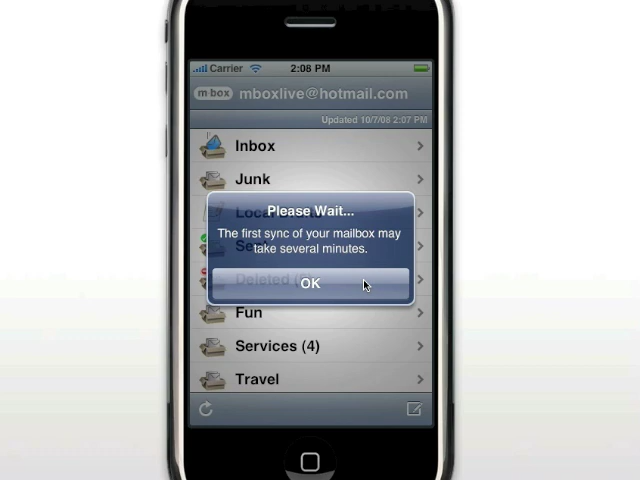 Carrier 2:08 PM
m·box mboxlive@hotmail.com
Updated 10/7/08 2:07 PM
Inbox
Junk
Please Wait...
The first sync of your mailbox may
take several minutes.
OK
Fun
Services (4)
Travel